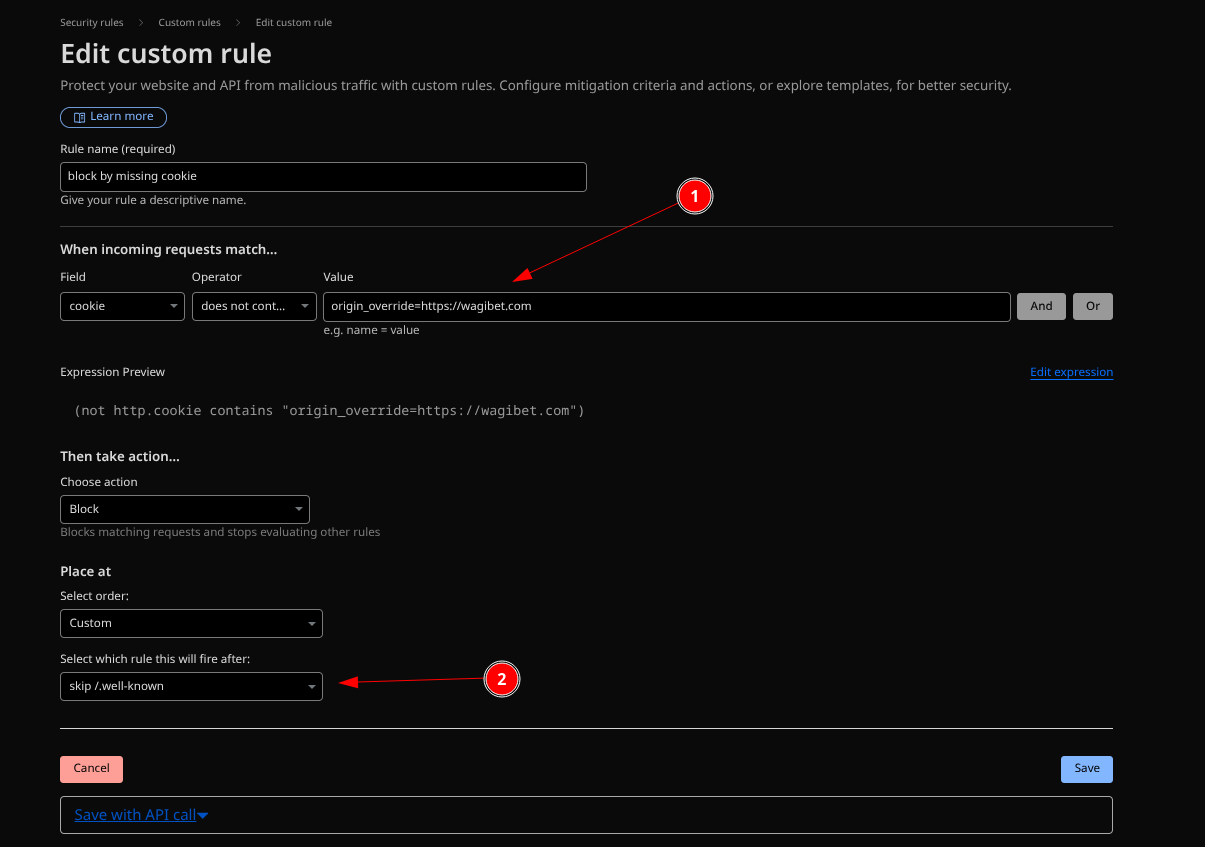 Security rules > Custom rules > Edit custom rule
Edit custom rule
Protect your website and API from malicious traffic with custom rules. Configure mitigation criteria and actions, or explore templates, for better security.
Learn more
Rule name (required)
block by missing cookie
Give your rule a descriptive name.
1
When incoming requests match...
Field Operator Value
cookie does not cont... origin_override=https://wagibet.com And Or
e.g. name = value
Expression Preview Edit expression
(not http.cookie contains "origin_override=https://wagibet.com")
Then take action...
Choose action
Block
Blocks matching requests and stops evaluating other rules
Place at
Select order:
Custom
Select which rule this will fire after:
skip /.well-known 2
Cancel Save
Save with API call